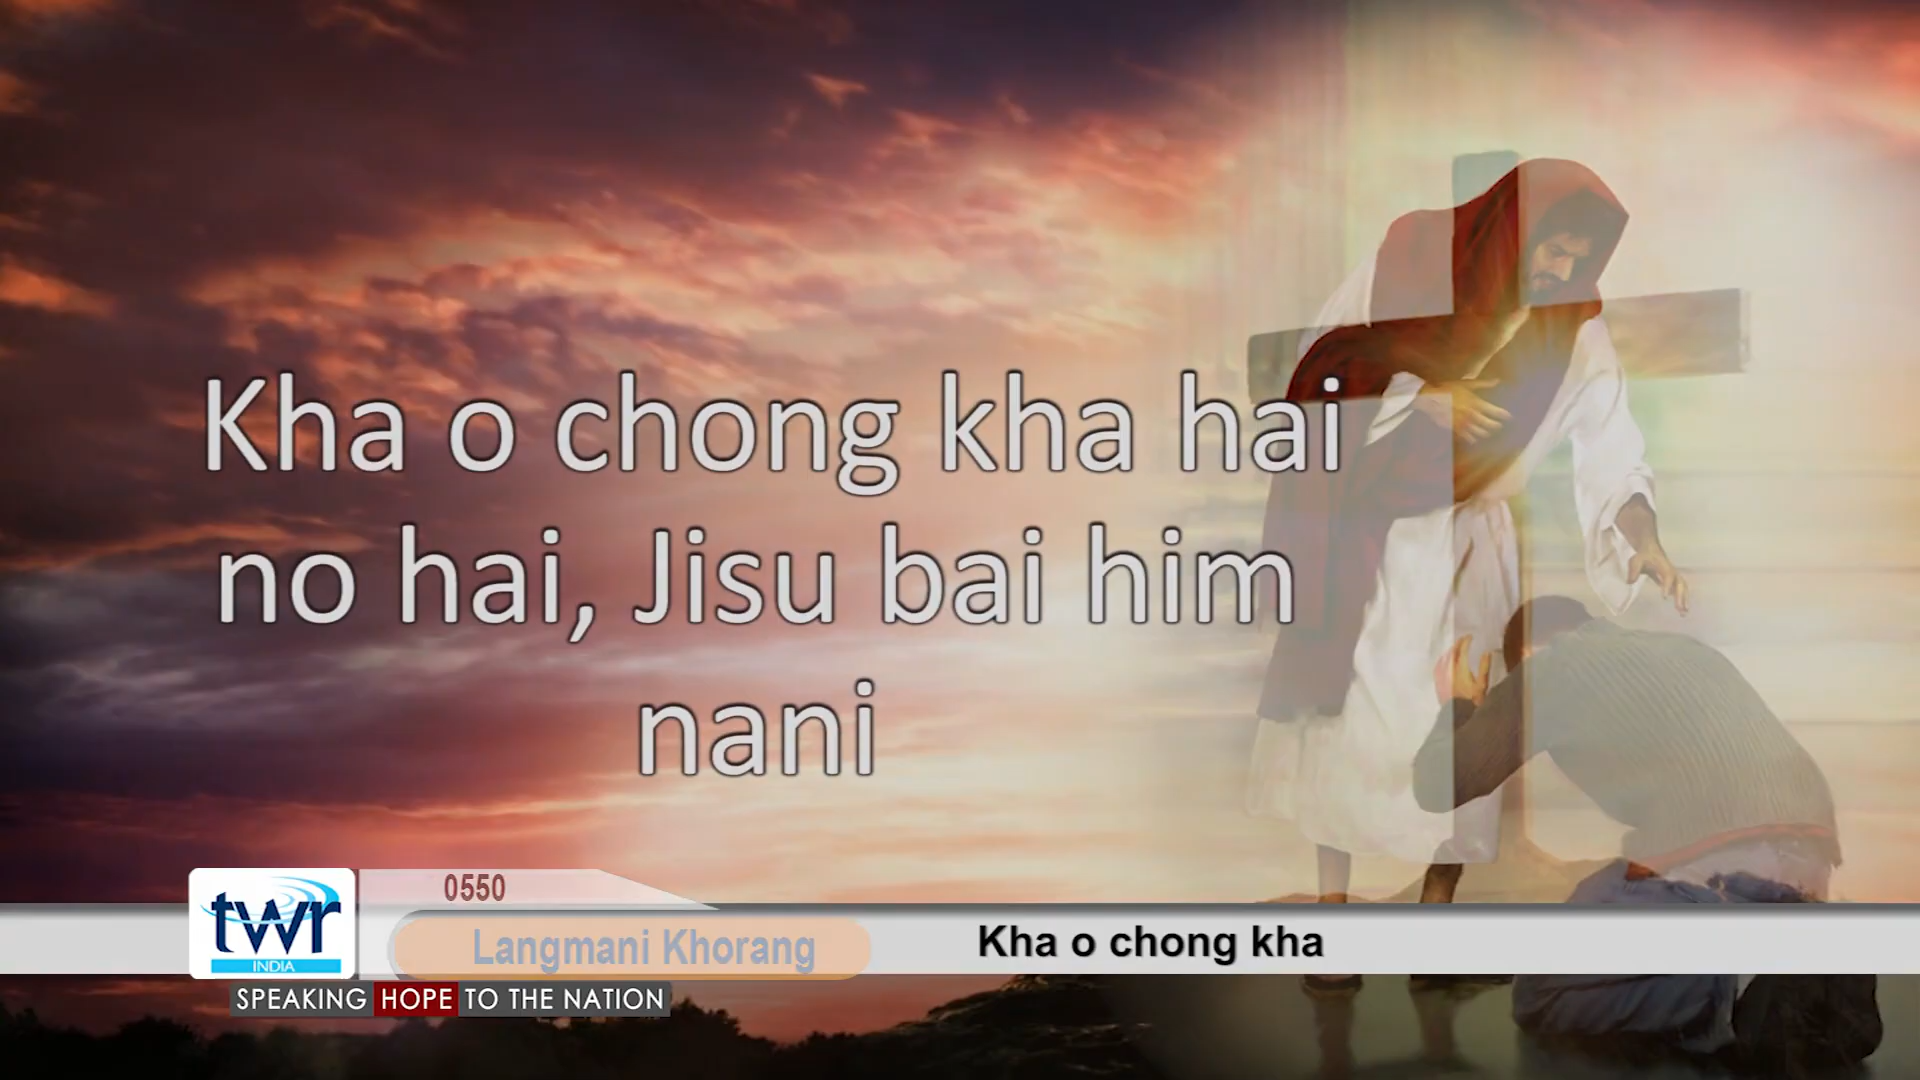 Kha o chong kha hai
no hai, Jisu bai him
nani
0550
twr
INDIA
Langmani Khorang
Kha o chong kha
SPEAKING HOPE TO THE NATION